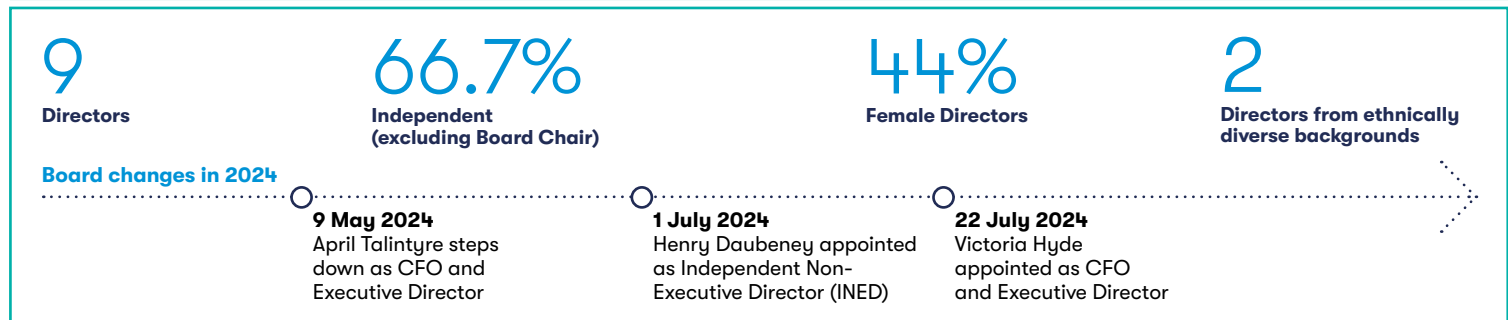 9
Directors
66.7%
Independent
(excluding Board Chair)
44%
Female Directors
2
Directors from ethnically
diverse backgrounds
Board changes in 2024
9 May 2024
April Talintyre steps
down as CFO and
Executive Director
1 July 2024
Henry Daubeney appointed
as Independent Non-
Executive Director (INED)
22 July 2024
Victoria Hyde
appointed as CFO
and Executive Director